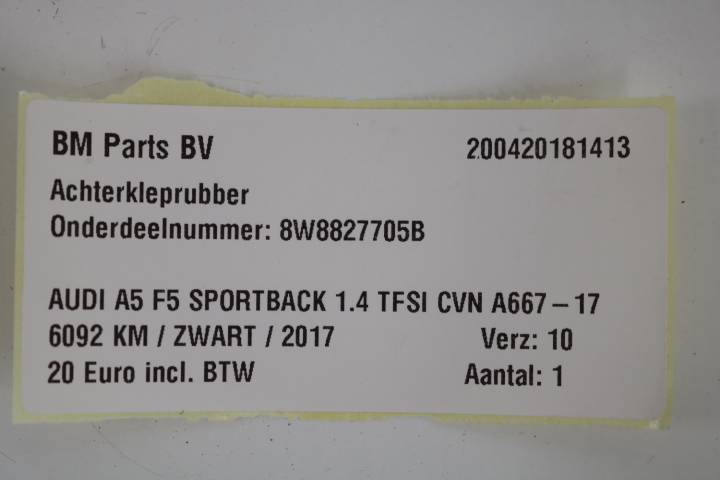 BM Parts BV 200420181413
Achterkleprubber
Onderdeelnummer: 8W8827705B
AUDI A5 F5 SPORTBACK 1.4 TFSI CVN A667 – 17
6092 KM / ZWART / 2017 Verz: 10
20 Euro incl. BTW Aantal: 1